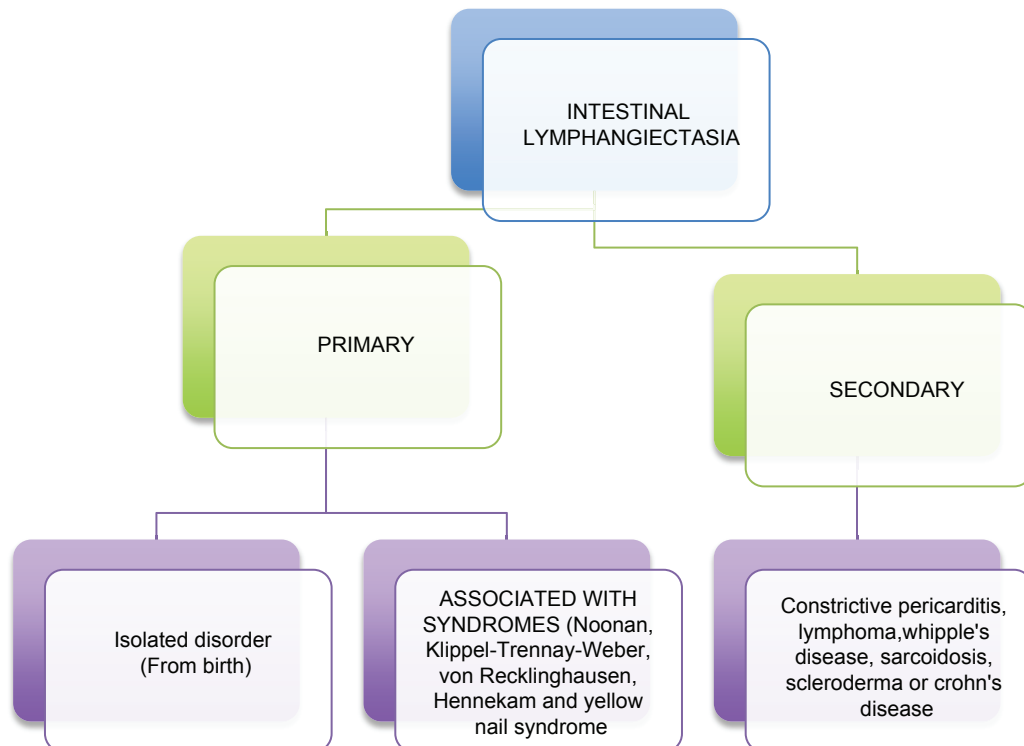 INTESTINAL
LYMPHANGIECTASIA
PRIMARY
SECONDARY
Isolated disorder
(From birth)
ASSOCIATED WITH
SYNDROMES (Noonan,
Klippel-Trennay-Weber,
von Recklinghausen,
Hennekam and yellow
nail syndrome
Constrictive pericarditis,
lymphoma,whipple's
disease, sarcoidosis,
scleroderma or crohn's
disease